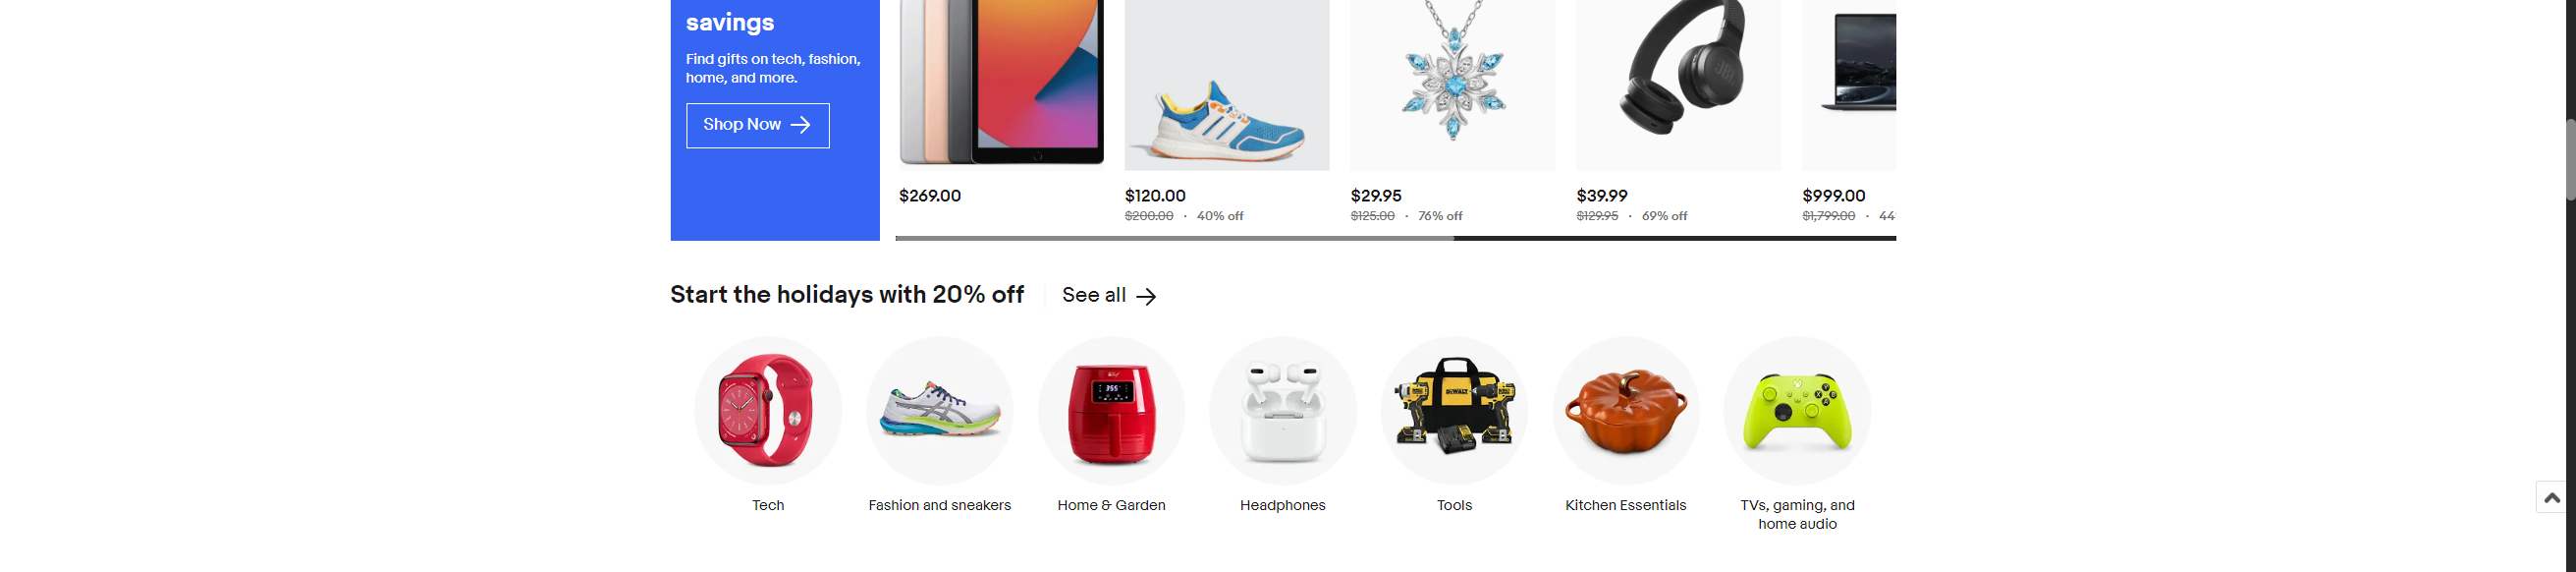 savings
Find gifts on tech, fashion,
home, and more.
Shop Now
$269.00
$120.00
$200.00 · 40% off
$29.95
$125.00 · 76% off
JBL
$39.99
$129.95 · 69% off
$999.00
$1,799.00 · 44
Start the holidays with 20% off
See all
355
DEWALT
Y
X B
A
Tech
Fashion and sneakers
Home & Garden
Headphones
Tools
Kitchen Essentials
TVs, gaming, and
home audio